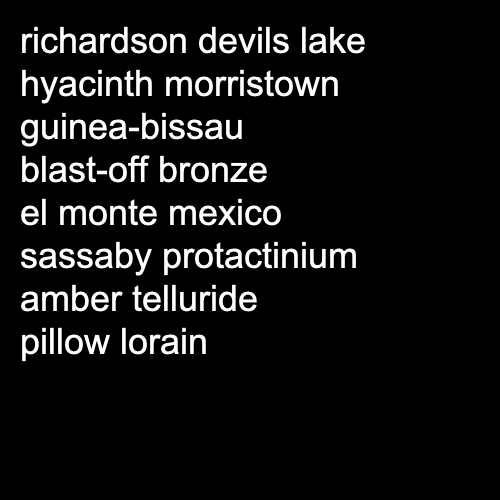 richardson devils lake
hyacinth morristown
guinea-bissau
blast-off bronze
el monte mexico
sassaby protactinium
amber telluride
pillow lorain